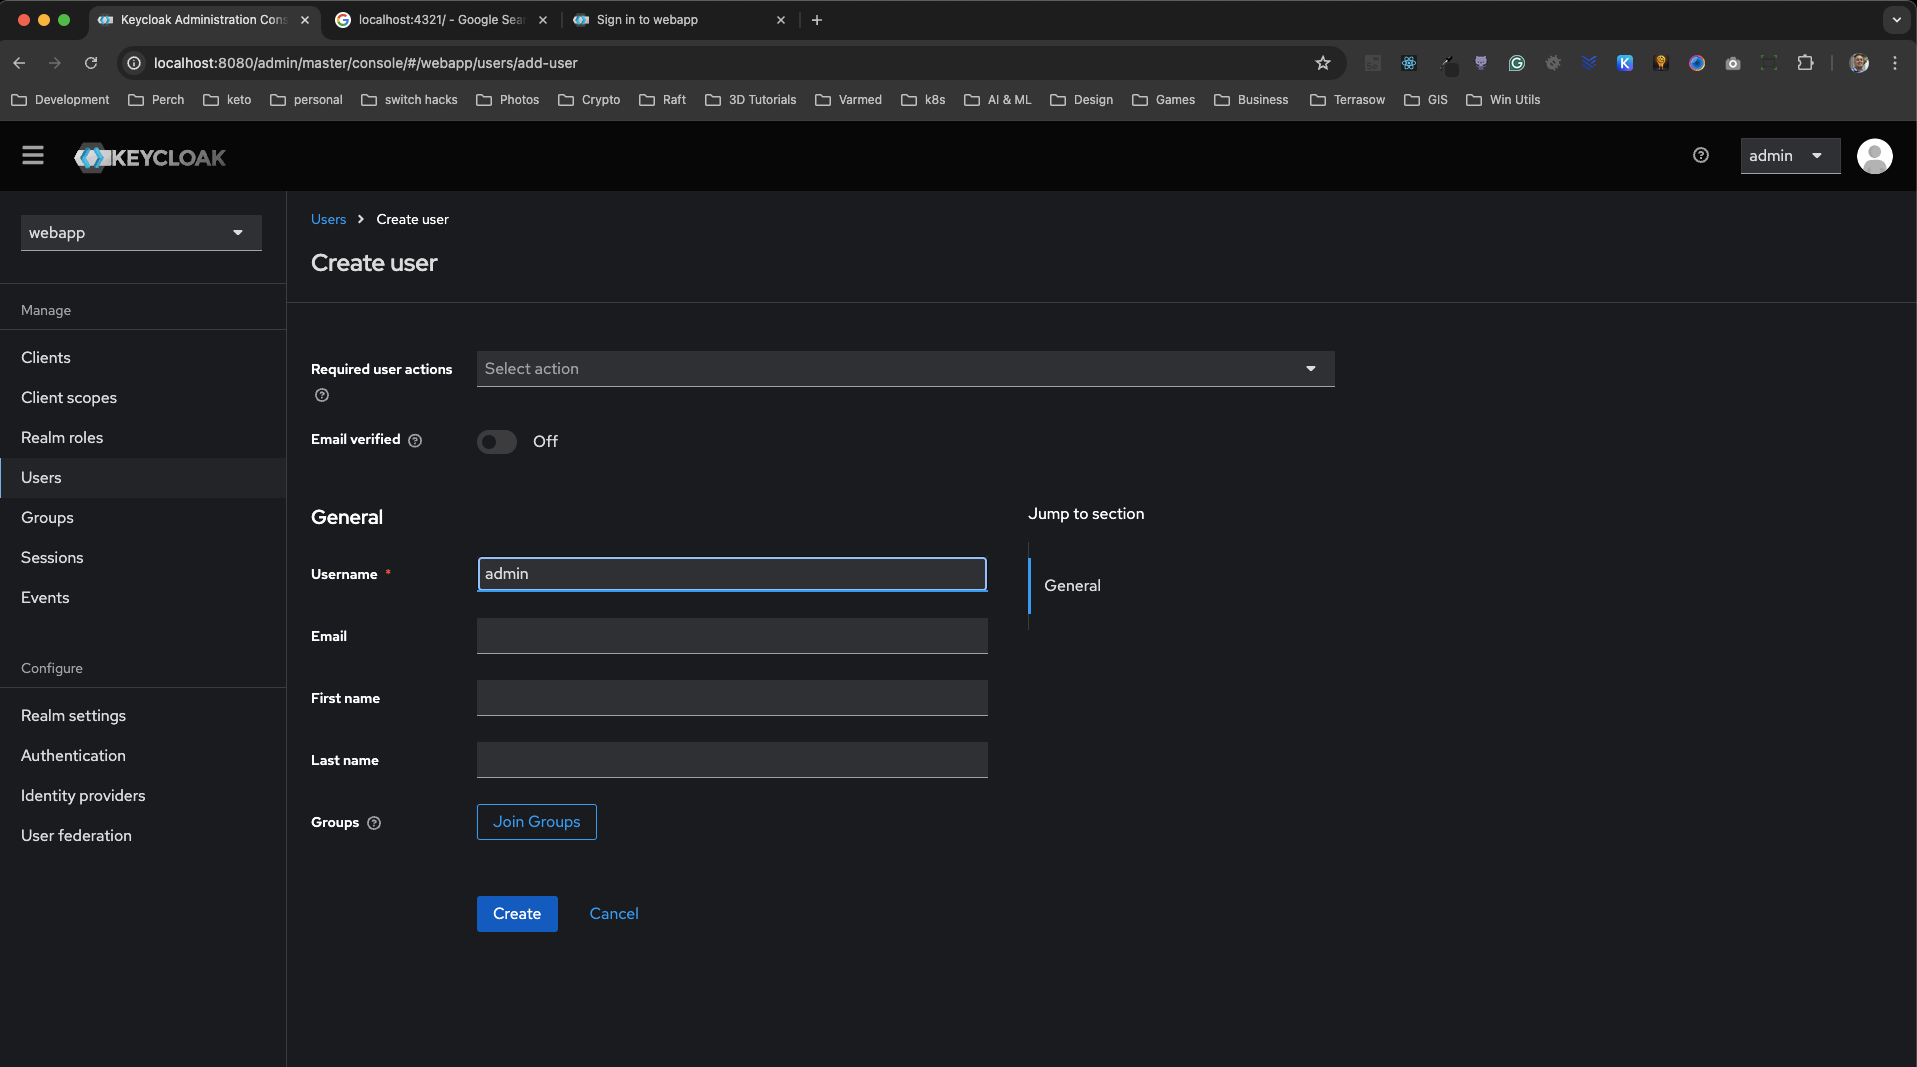 Keycloak Administration Cons
localhost:4321/ - Google Sear
Sign in to webapp
localhost:8080/admin/master/console/#/webapp/users/add-user
Development Perch keto personal switch hacks Photos Crypto Raft 3D Tutorials Varmed k8s AI & ML Design Games Business Terrasow GIS Win Utils
KEYCLOAK
admin
webapp
Manage
Clients
Client scopes
Realm roles
Users
Groups
Sessions
Events
Configure
Realm settings
Authentication
Identity providers
User federation
Users > Create user
Create user
Required user actions
Select action
Email verified
Off
General
Username *
admin
Email
First name
Last name
Groups
Join Groups
Create
Cancel
Jump to section
General